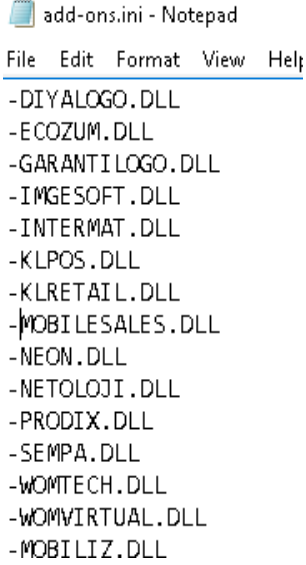 add-ons.ini - Notepad
File Edit Format View Help
-DIYALOGO.DLL
-ECOZUM.DLL
-GARANTILOGO.DLL
-IMGESOFT.DLL
-INTERMAT.DLL
-KLPOS.DLL
-KLRETAIL.DLL
-MOBILESALES.DLL
-NEON.DLL
-NETOLOJI.DLL
-PRODIX.DLL
-SEMPA.DLL
-WOMTECH.DLL
-WOMVIRTUAL.DLL
-MOBILIZ.DLL